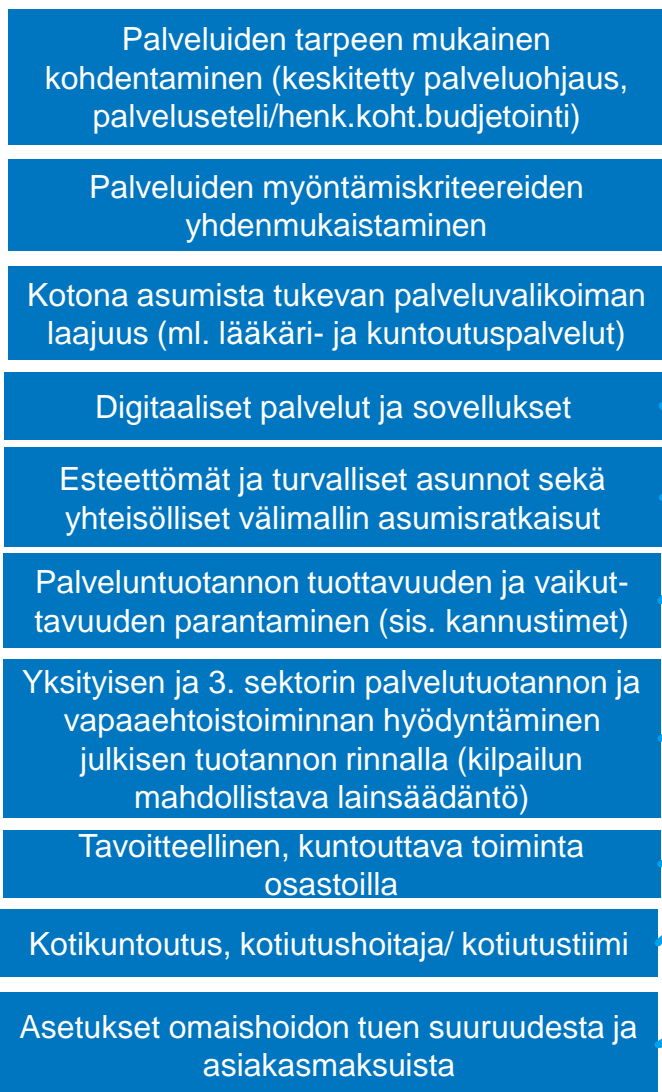 Palveluiden tarpeen mukainen
kohdentaminen (keskitetty palveluohjaus,
palveluseteli/henk.koht.budjetointi)
Palveluiden myöntämiskriteereiden
yhdenmukaistaminen
Kotona asumista tukevan palveluvalikoiman
laajuus (ml. lääkäri- ja kuntoutuspalvelut)
Digitaaliset palvelut ja sovellukset
Esteettömät ja turvalliset asunnot sekä
yhteisölliset välimallin asumisratkaisut
Palveluntuotannon tuottavuuden ja vaikut-
tavuuden parantaminen (sis. kannustimet)
Yksityisen ja 3. sektorin palvelutuotannon ja
vapaaehtoistoiminnan hyödyntäminen
julkisen tuotannon rinnalla (kilpailun
mahdollistava lainsäädäntö)
Tavoitteellinen, kuntouttava toiminta
osastoilla
Kotikuntoutus, kotiutushoitaja/ kotiutustiimi
Asetukset omaishoidon tuen suuruudesta ja
asiakasmaksuista